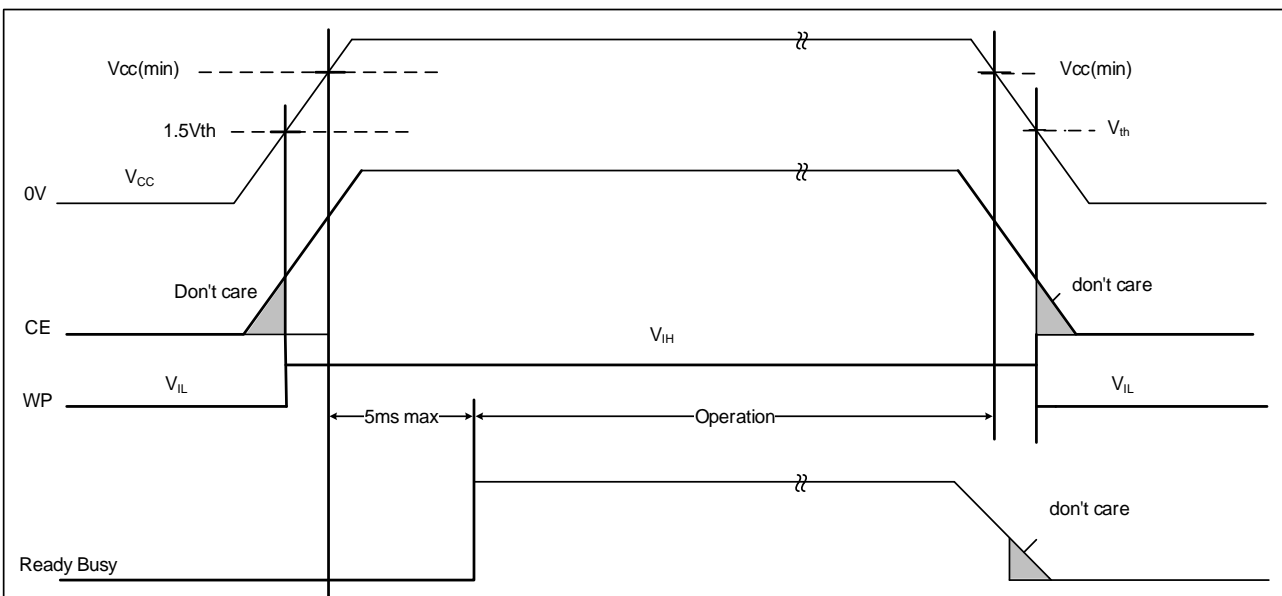 Vcc(min)
Vcc(min)
1.5Vth
Vth
VCC
0V
Don't care
don't care
CE
VIH
VIL
VIL
WP
5ms max
Operation
don't care
Ready Busy